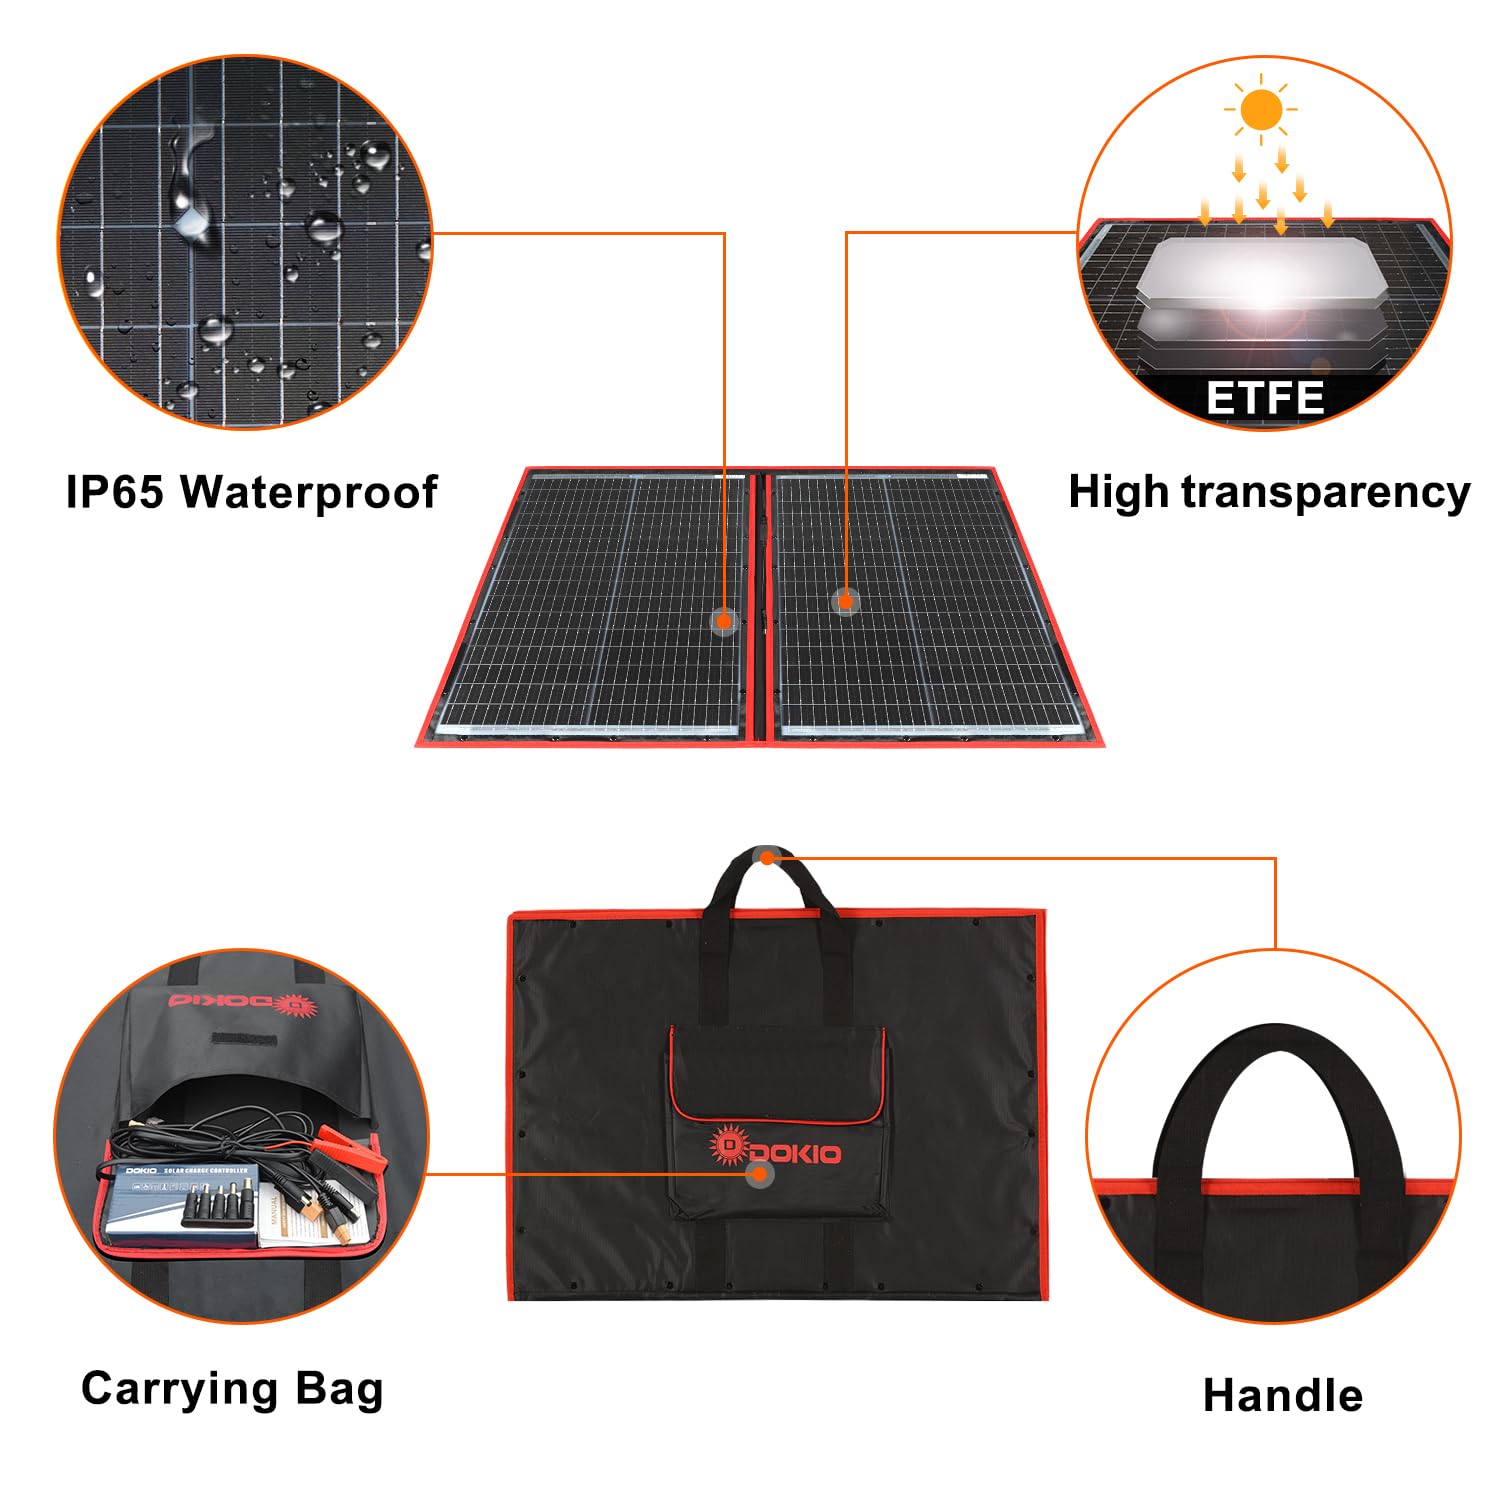 ETFE
IP65 Waterproof
High transparency
DOKIO
DOKIO SOLAR CHARGE CONTROLLER
MANUAL
D DOKIO
Carrying Bag
Handle